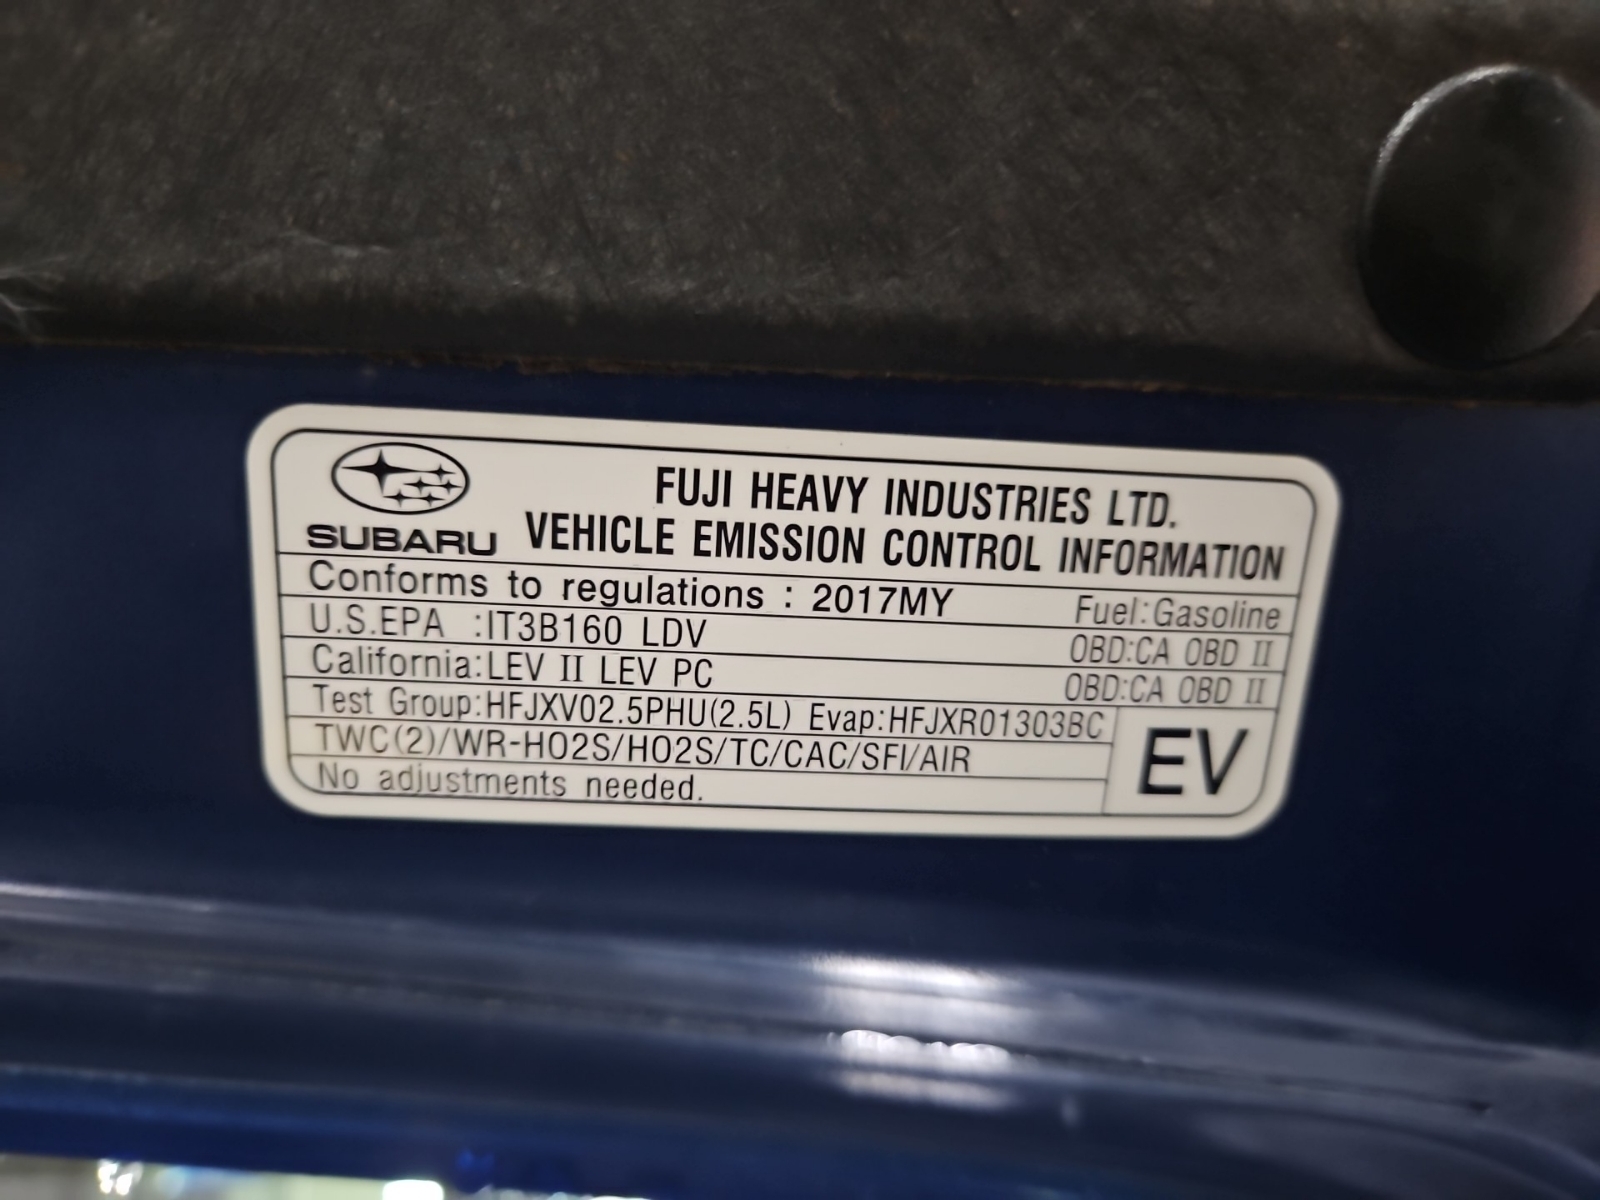 FUJI HEAVY INDUSTRIES LTD.
SUBARU VEHICLE EMISSION CONTROL INFORMATION
Conforms to regulations : 2017MY Fuel:Gasoline
U.S.EPA :IT3B160 LDV OBD:CA OBD II
California:LEV II LEV PC OBD:CA OBD II
Test Group:HFJXV02.5PHU(2.5L) Evap:HFJXR01303BC
TWC(2)/WR-HO2S/HO2S/TC/CAC/SFI/AIR
EV
No adjustments needed.